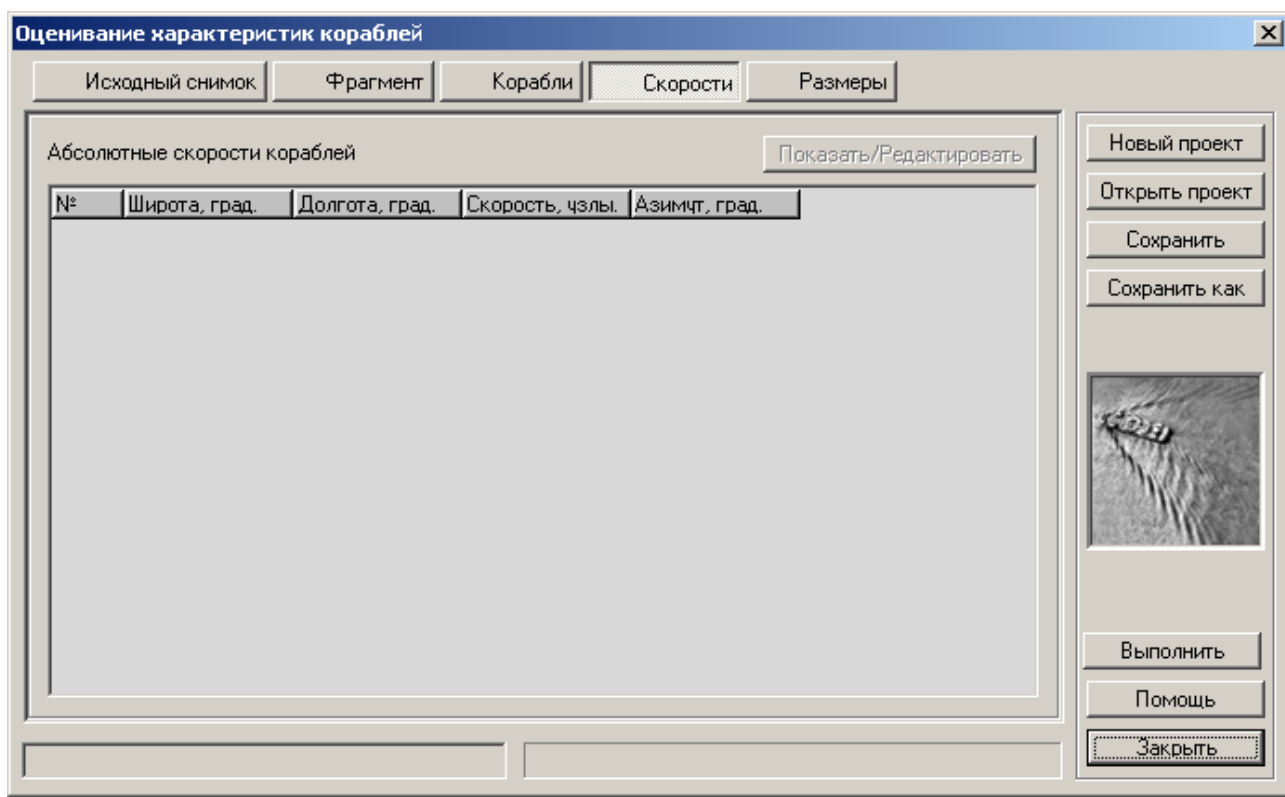 Оценивание характеристик кораблей
Исходный снимок
Фрагмент
Корабли
Скорости
Размеры
Абсолютные скорости кораблей
Показать/Редактировать
№ Широта, град. Долгота, град. Скорость, узлы. Азимут, град.
Новый проект
Открыть проект
Сохранить
Сохранить как
Выполнить
Помощь
Закрыть